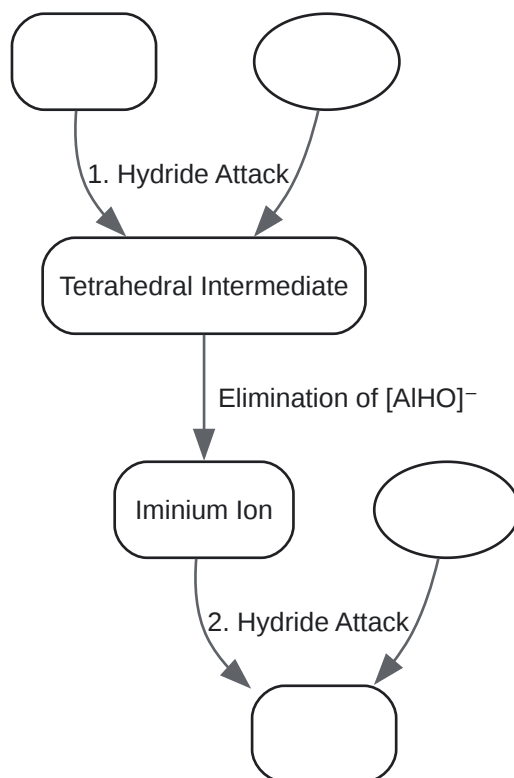 1. Hydride Attack
Tetrahedral Intermediate
Elimination of [AlHO]⁻
Iminium Ion
2. Hydride Attack